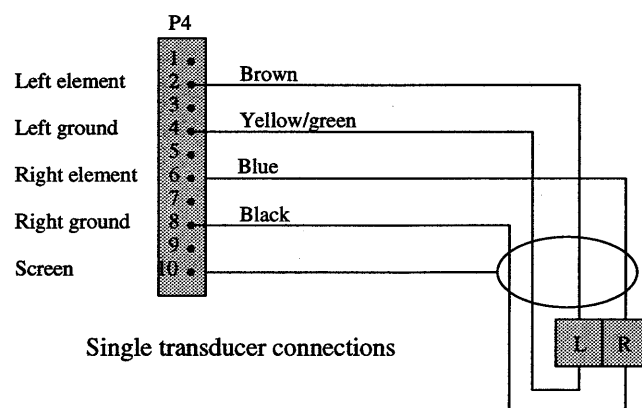 P4
1
Left element 2 Brown
3
Left ground 4 Yellow/green
5
Right element 6 Blue
7
Right ground 8 Black
9
Screen 10
L R
Single transducer connections